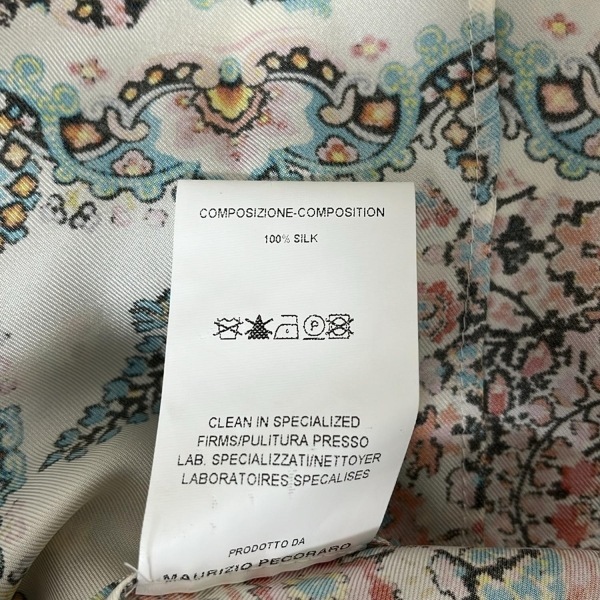 COMPOSIZIONE-COMPOSITION
100% SILK
P
CLEAN IN SPECIALIZED
FIRMS/PULITURA PRESSO
LAB. SPECIALIZZATI/NETTOYER
LABORATOIRES SPECALISES
PRODOTTO DA
MAURIZIO PECORARO